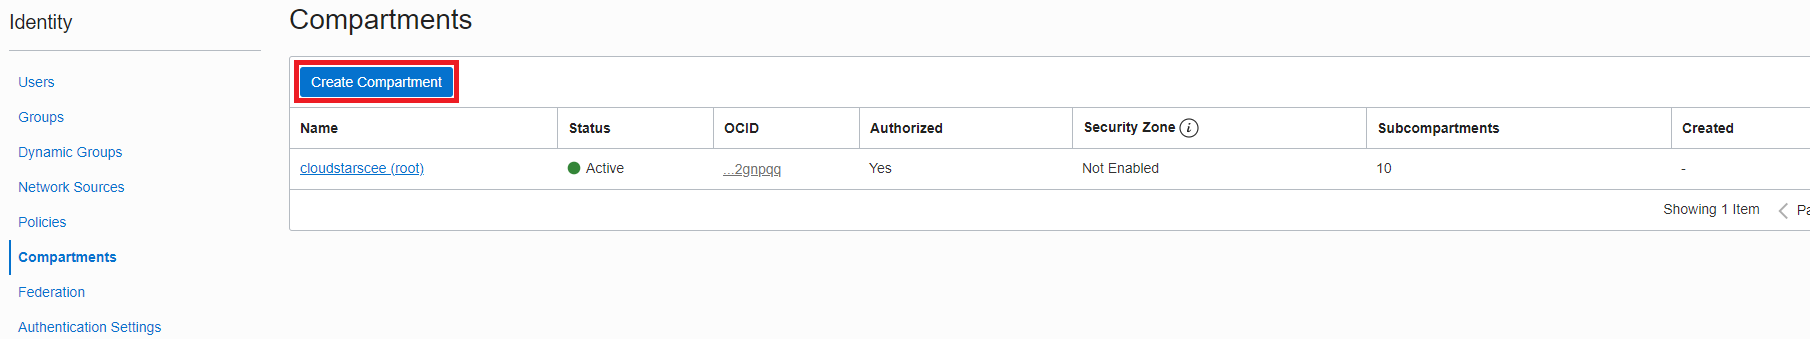 Identity
Users
Groups
Dynamic Groups
Network Sources
Policies
Compartments
Federation
Authentication Settings
Compartments
Create Compartment
Name Status OCID Authorized Security Zone Subcompartments Created
cloudstarscee (root) Active ...2gnpqq Yes Not Enabled 10 -
Showing 1 Item